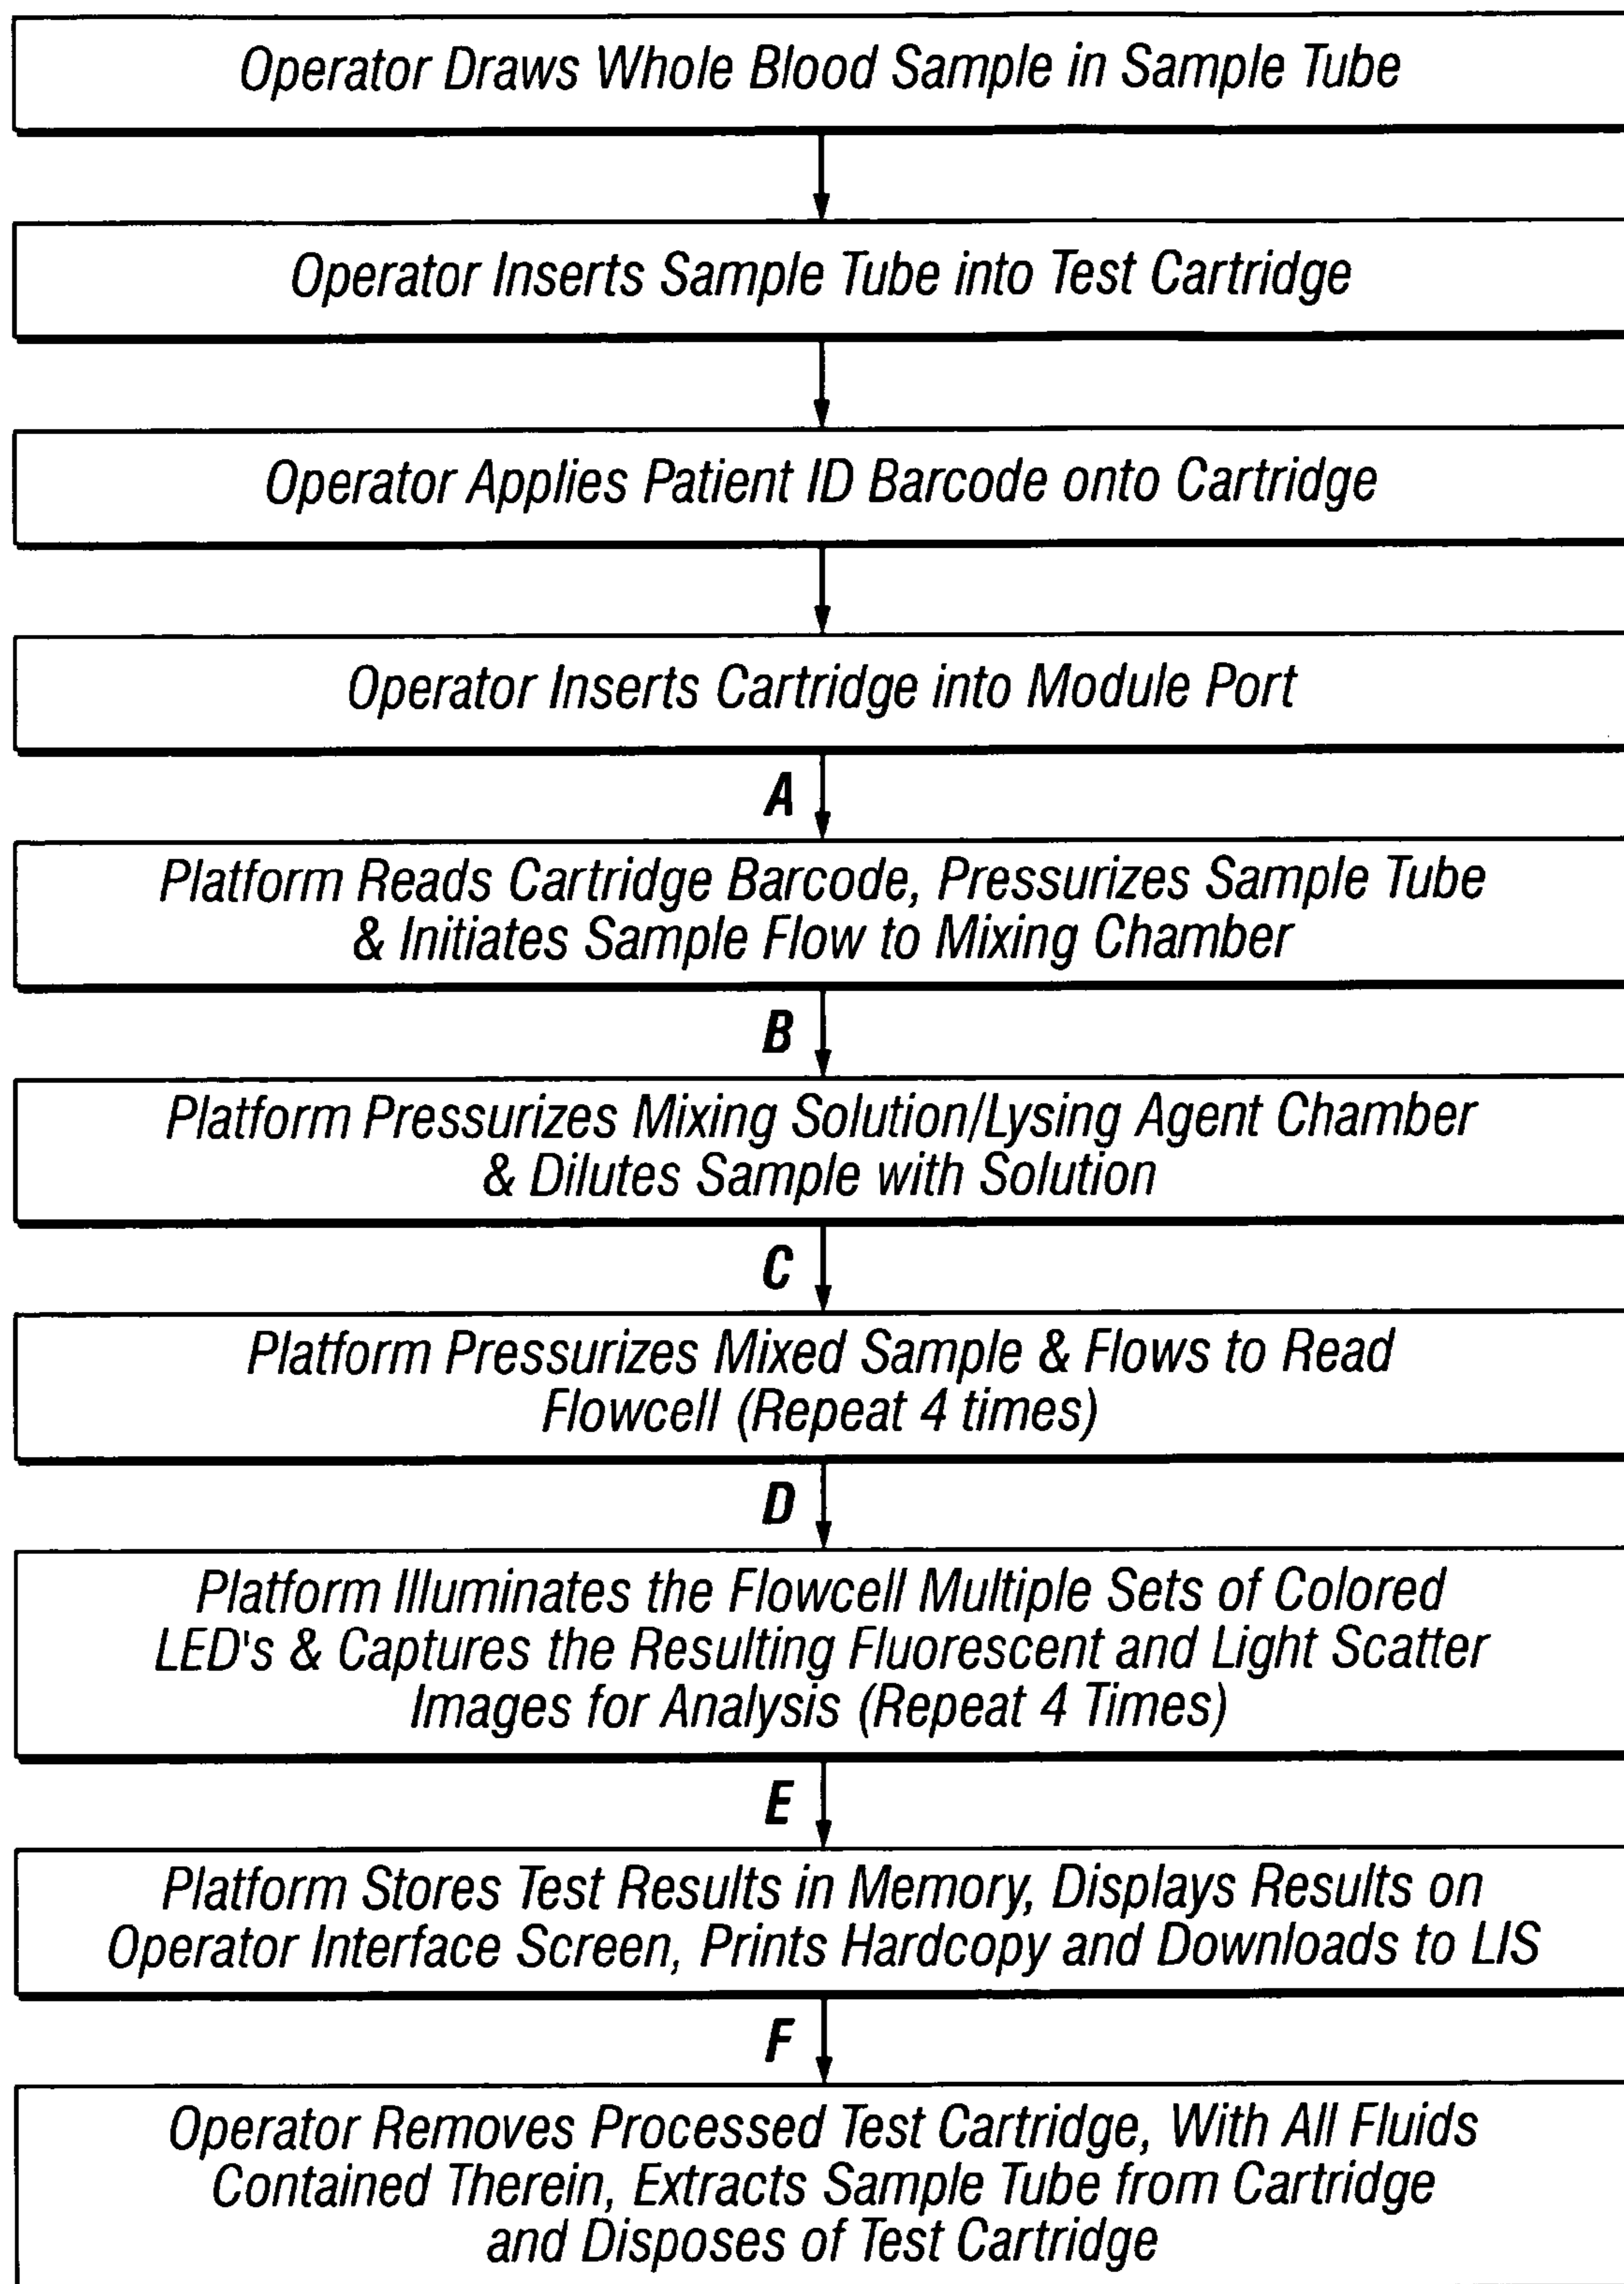 Operator Draws Whole Blood Sample in Sample Tube
Operator Inserts Sample Tube into Test Cartridge
Operator Applies Patient ID Barcode onto Cartridge
Operator Inserts Cartridge into Module Port
A
Platform Reads Cartridge Barcode, Pressurizes Sample Tube
& Initiates Sample Flow to Mixing Chamber
B
Platform Pressurizes Mixing Solution/Lysing Agent Chamber
& Dilutes Sample with Solution
C
Platform Pressurizes Mixed Sample & Flows to Read
Flowcell (Repeat 4 times)
D
Platform Illuminates the Flowcell Multiple Sets of Colored
LED's & Captures the Resulting Fluorescent and Light Scatter
Images for Analysis (Repeat 4 Times)
E
Platform Stores Test Results in Memory, Displays Results on
Operator Interface Screen, Prints Hardcopy and Downloads to LIS
F
Operator Removes Processed Test Cartridge, With All Fluids
Contained Therein, Extracts Sample Tube from Cartridge
and Disposes of Test Cartridge